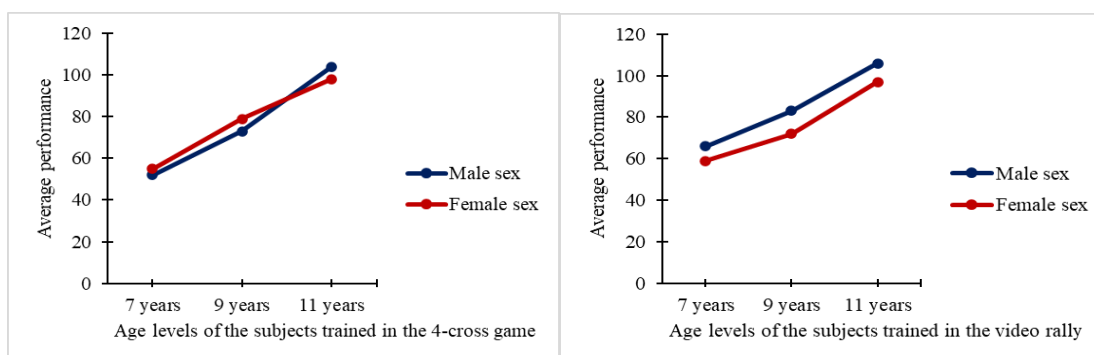 Average performance
120
100
80
60
40
20
0
7 years 9 years 11 years
Male sex
Female sex
Age levels of the subjects trained in the 4-cross game
Average performance
120
100
80
60
40
20
0
7 years 9 years 11 years
Male sex
Female sex
Age levels of the subjects trained in the video rally